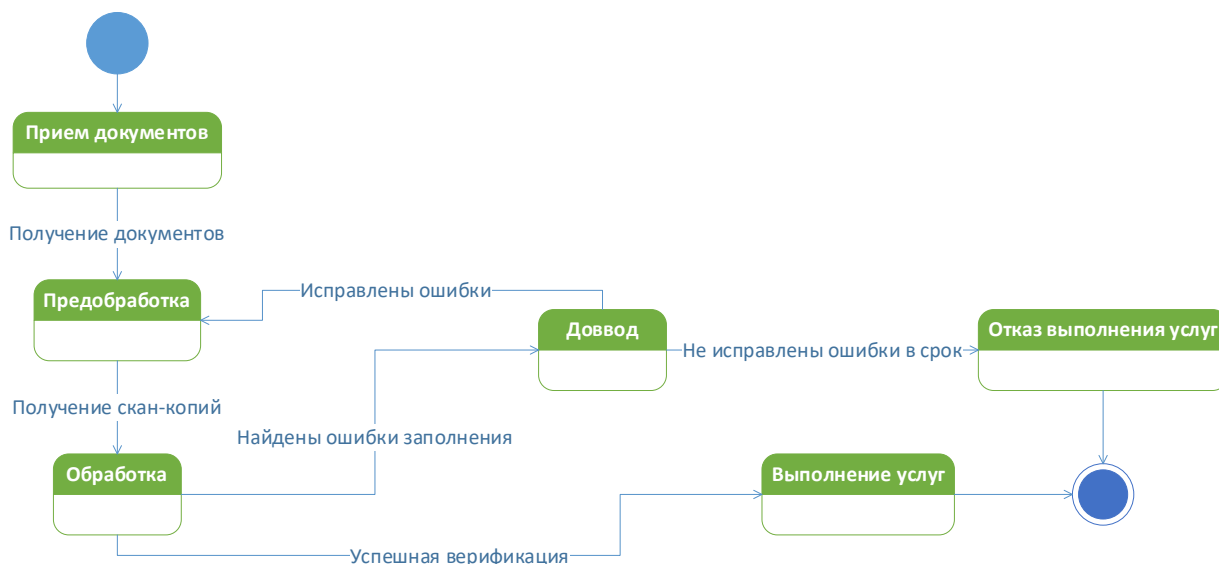 Прием документов
Получение документов
Предобработка
Исправлены ошибки
Доввод
Не исправлены ошибки в срок
Отказ выполнения услуг
Получение скан-копий
Найдены ошибки заполнения
Обработка
Выполнение услуг
Успешная верификация